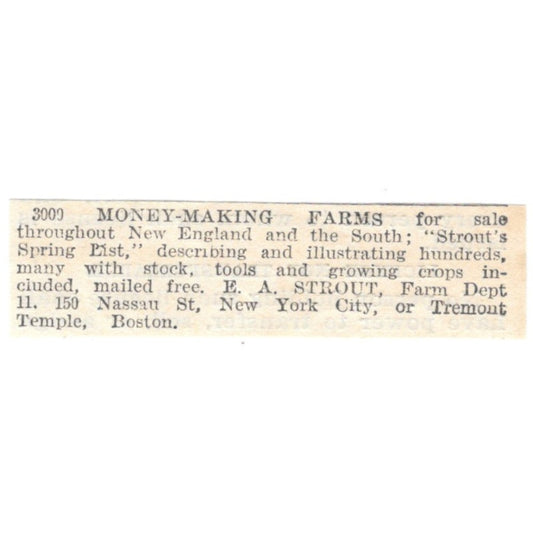 3000 MONEY-MAKING FARMS for sale
throughout New England and the South; "Strout's
Spring List," describing and illustrating hundreds,
many with stock, tools and growing crops in-
cluded, mailed free. E. A. STROUT, Farm Dept
11. 150 Nassau St, New York City, or Tremont
Temple, Boston.